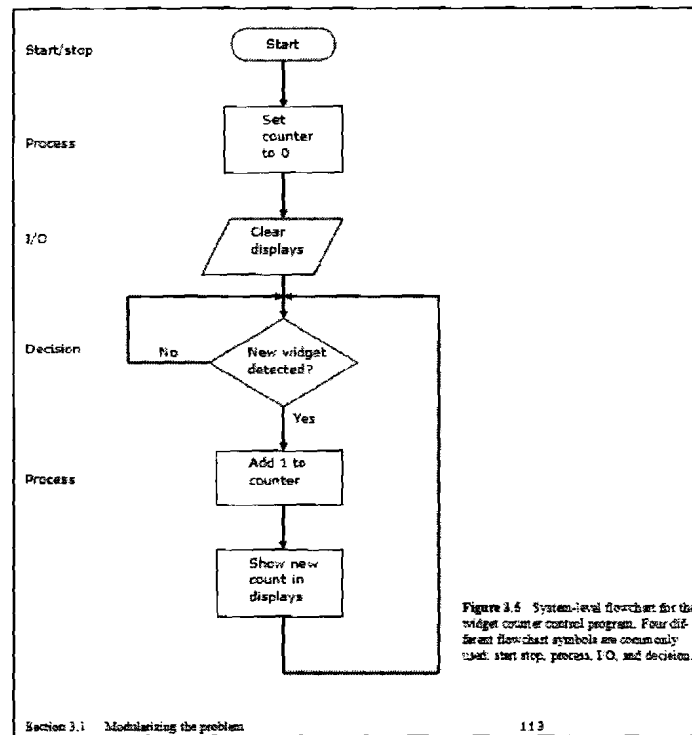 Start/stop
Start
Process
Set
counter
to 0
I/O
Clear
displays
Decision
No
New widget
detected?
Yes
Process
Add 1 to
counter
Show new
count in
displays
Figure 3.5 System-level flowchart for the
widget counter control program. Four dif-
ferent flowchart symbols are commonly
used: start stop, process, I/O, and decision.
Section 3.1 Modularizing the problem
113